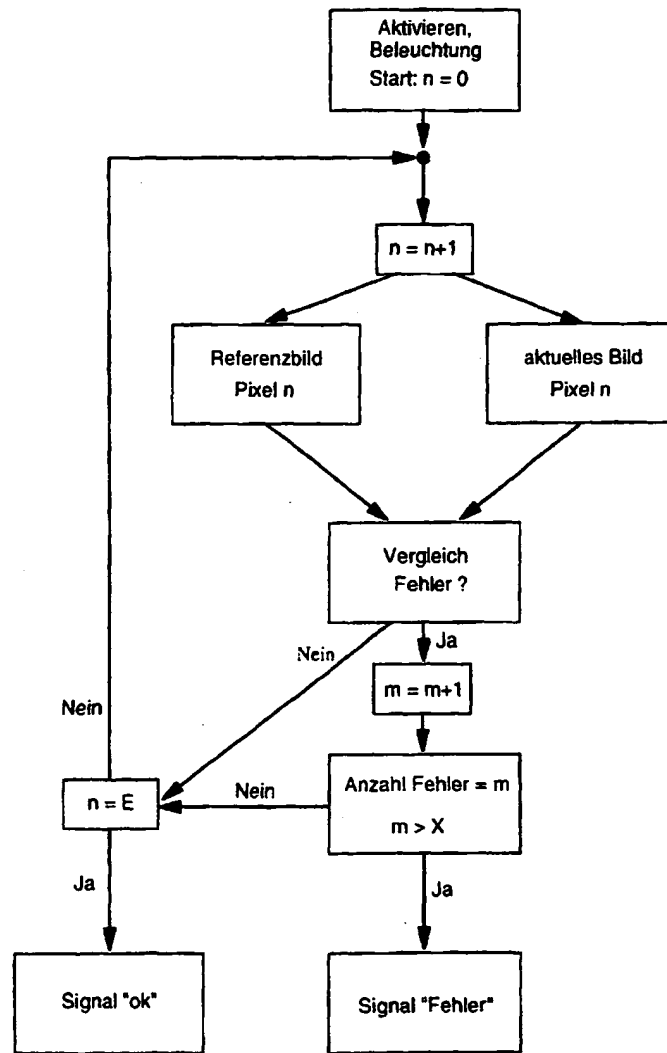 Aktivieren,
Beleuchtung
Start: n = 0
n = n+1
Referenzbild
Pixel n
aktuelles Bild
Pixel n
Vergleich
Fehler ?
Nein
Ja
m = m+1
Nein
n = E
Nein
Anzahl Fehler = m
m > X
Ja
Ja
Signal "ok"
Signal "Fehler"